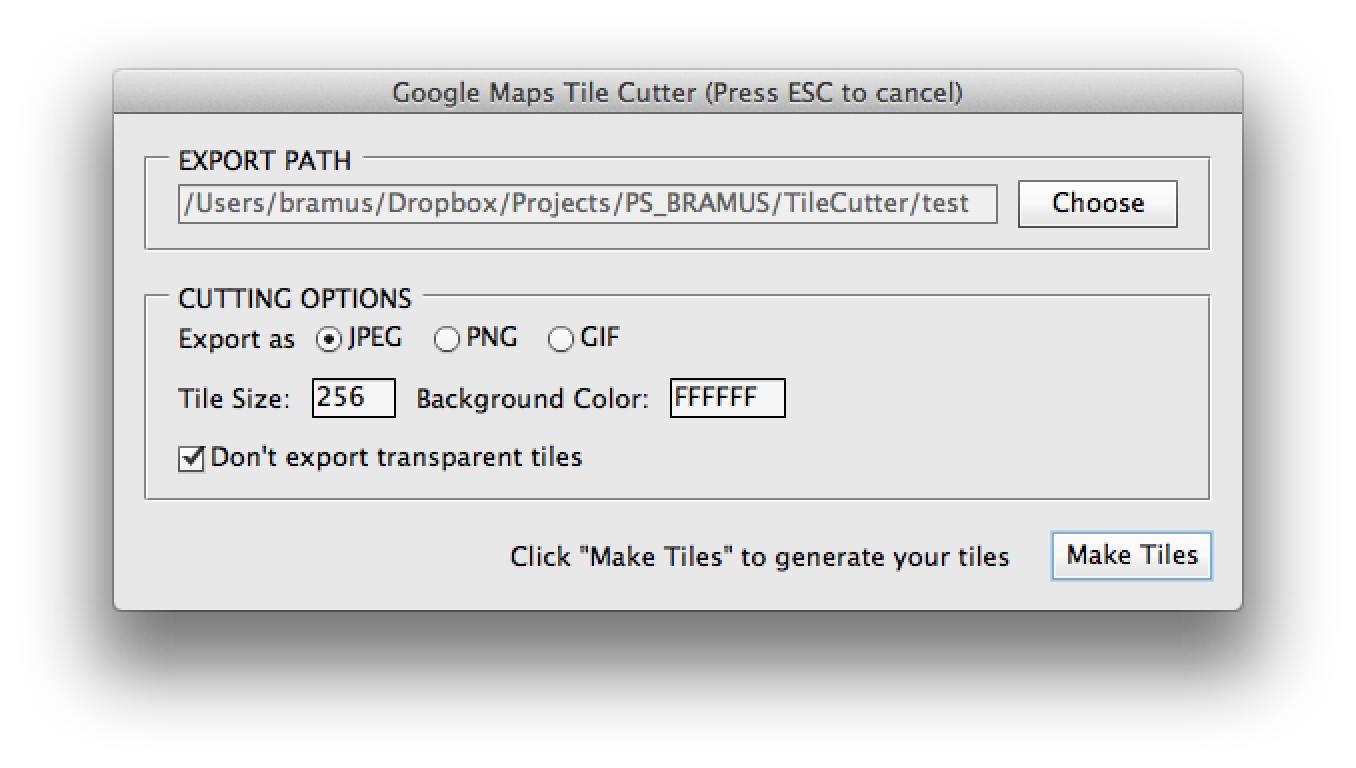 Google Maps Tile Cutter (Press ESC to cancel)
EXPORT PATH
/Users/bramus/Dropbox/Projects/PS_BRAMUS/TileCutter/test Choose
CUTTING OPTIONS
Export as JPEG PNG GIF
Tile Size: 256 Background Color: FFFFFF
Don't export transparent tiles
Click "Make Tiles" to generate your tiles Make Tiles